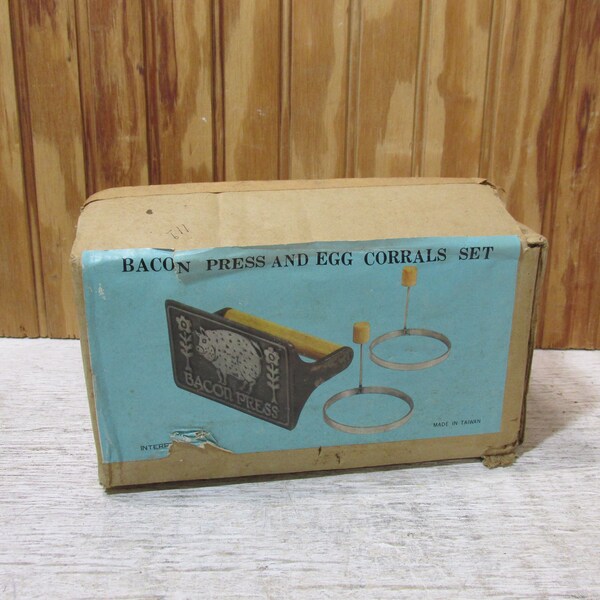 BACON PRESS AND EGG CORRALS SET
BACON PRESS
MADE IN TAIWAN